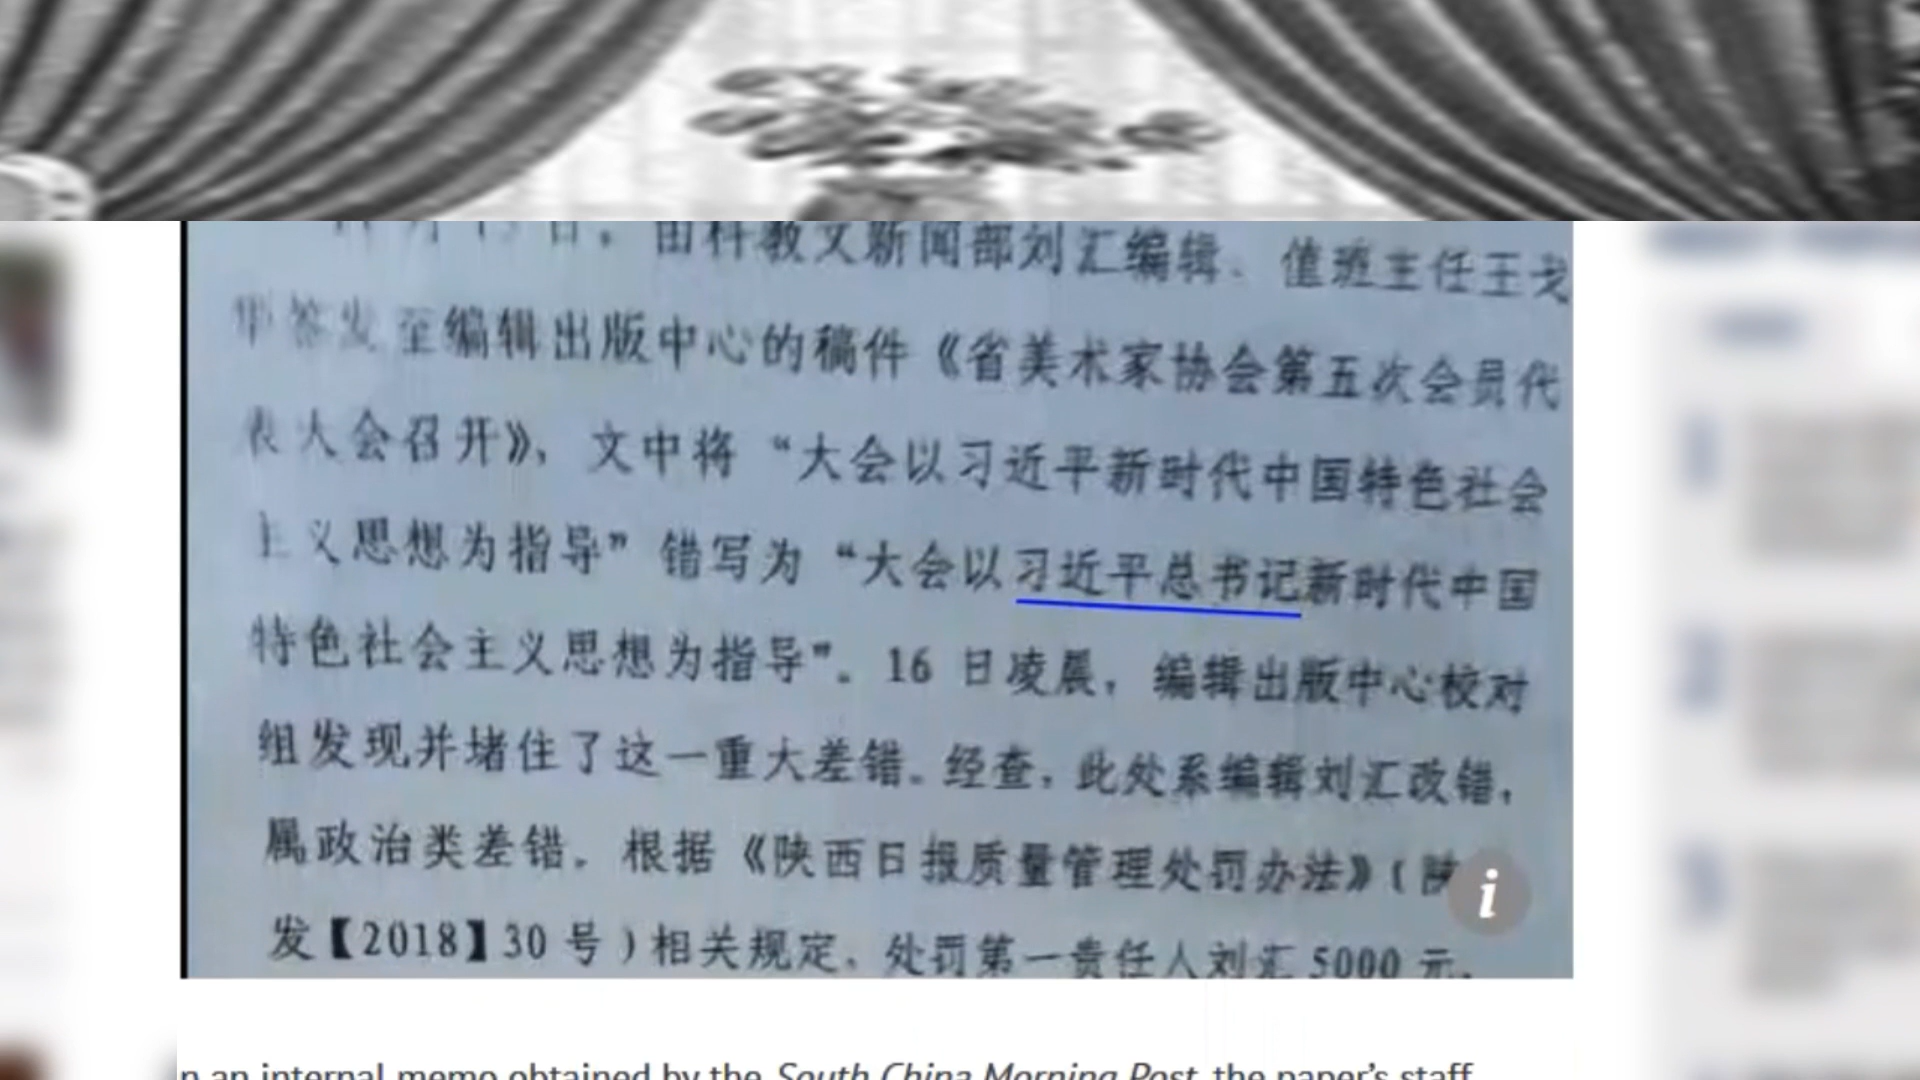 日，由科教文新闻部刘汇编辑、值班主任王戈
签发至编辑出版中心的稿件《省美术家协会第五次会员代
表大会召开》，文中将“大会以习近平新时代中国特色社会
主义思想为指导”错写为“大会以习近平总书记新时代中国
特色社会主义思想为指导”。16 日凌晨，编辑出版中心校对
组发现并堵住了这一重大差错。经查，此处系编辑刘汇改错，
属政治类差错。根据《陕西日报质量管理处罚办法》（陕
发【2018】30 号）相关规定，处罚第一责任人刘汇 5000 元，
i
n an internal memo obtained by the South China Morning Post, the paper's staff